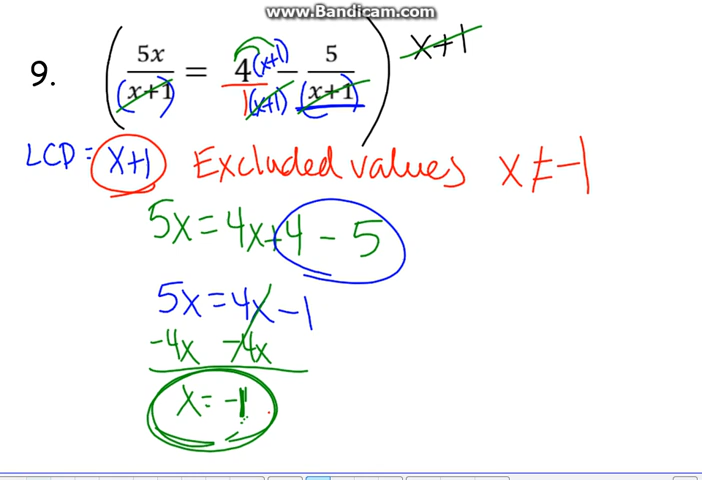 www.Bandicam.com
9. ( 5x/(x+1) = 4(x+1)/1(x+1) − 5/(x+1) ) x+1
LCD = x+1 Excluded values x ≠ -1
5x = 4x+4 - 5
5x = 4x - 1
-4x -4x
x = -1